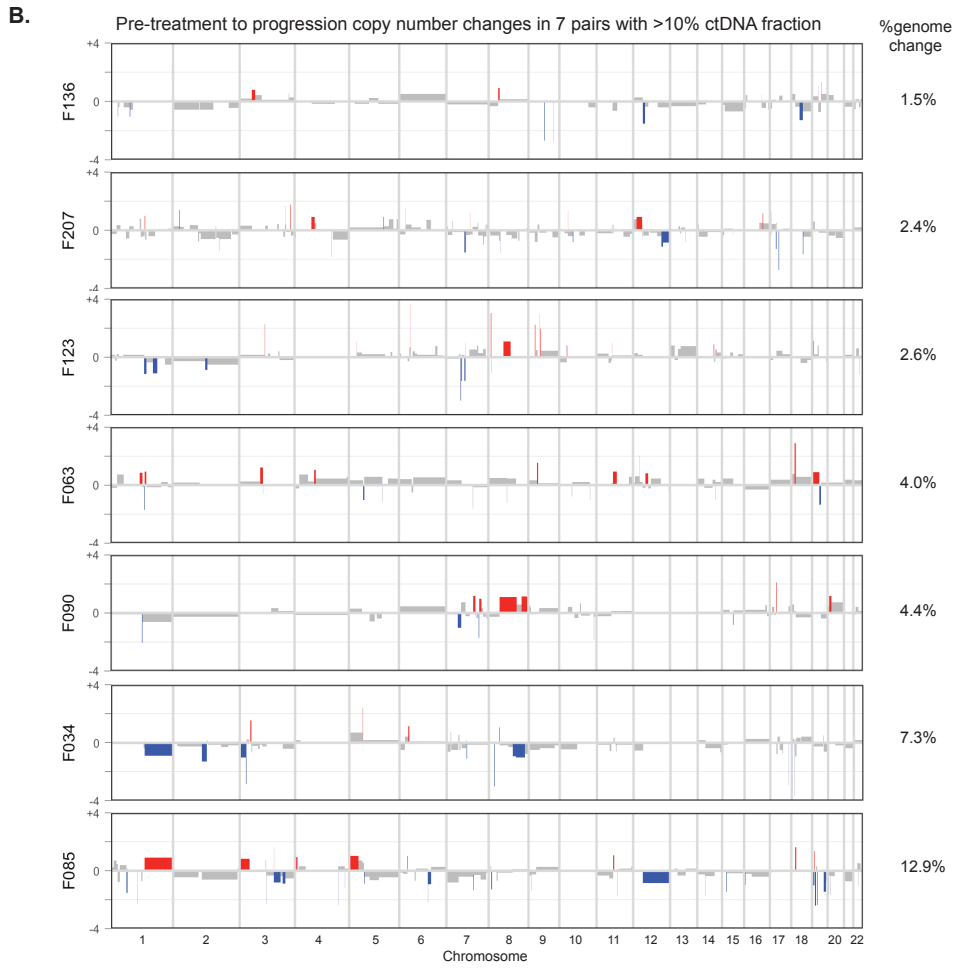 B.
Pre-treatment to progression copy number changes in 7 pairs with >10% ctDNA fraction
%genome
change
+4
0
-4
F136
1.5%
+4
0
-4
F207
2.4%
+4
0
-4
F123
2.6%
+4
0
-4
F063
4.0%
+4
0
-4
F090
4.4%
+4
0
-4
F034
7.3%
+4
0
-4
F085
12.9%
1 2 3 4 5 6 7 8 9 10 11 12 13 14 15 16 17 18 20 22
Chromosome